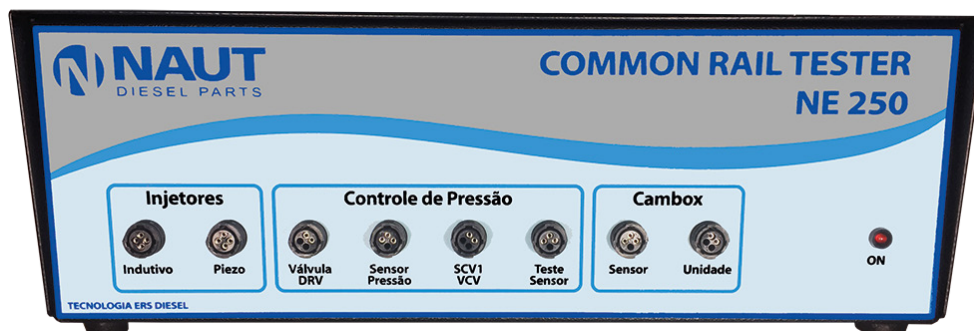 NAUT
DIESEL PARTS
COMMON RAIL TESTER
NE 250
Injetores
Indutivo
Piezo
Controle de Pressão
Válvula
DRV
Sensor
Pressão
SCV1
VCV
Teste
Sensor
Cambox
Sensor
Unidade
ON
TECNOLOGIA ERS DIESEL